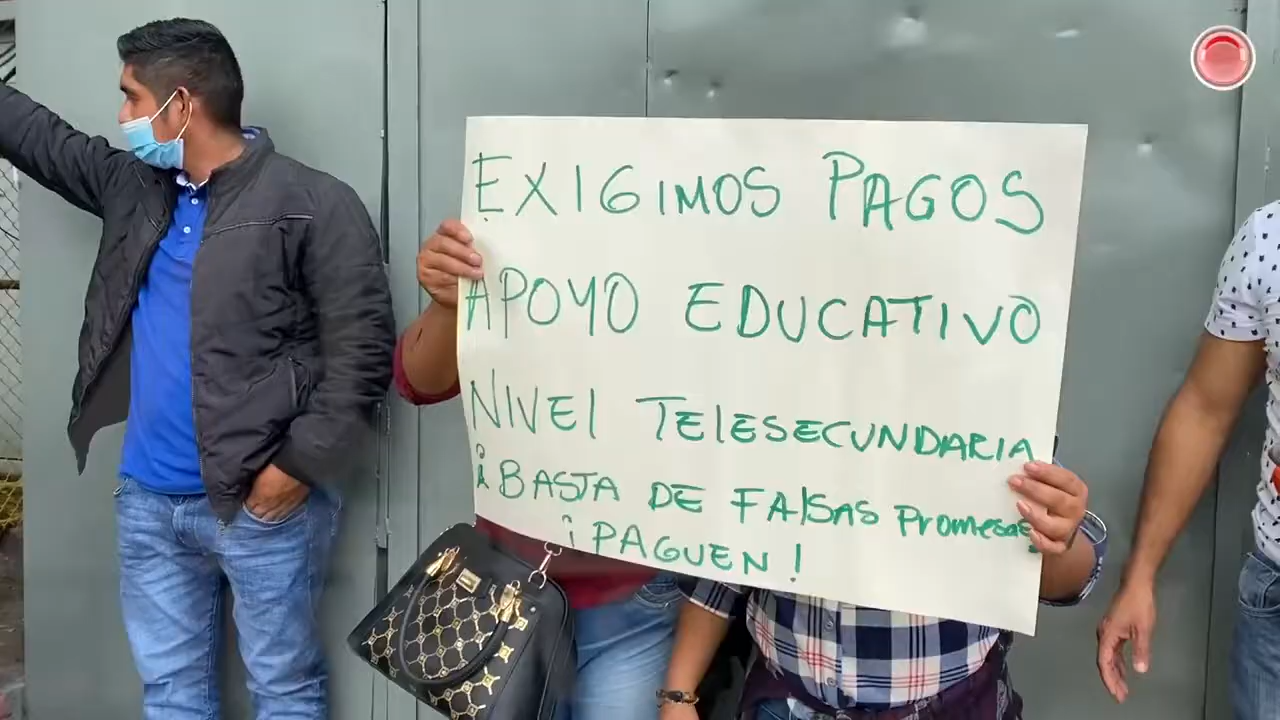 EXIGIMOS PAGOS
APOYO EDUCATIVO
NIVEl TElESECUNDARIA
¡BASTA DE FAlSAS PromesAs
¡PAGUEN!